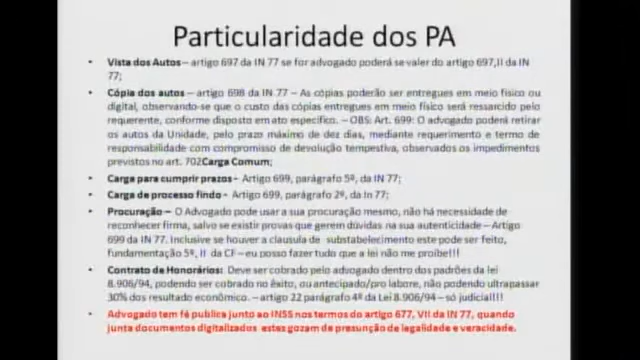 Particularidade dos PA
• Vista dos Autos – artigo 697 da IN 77 se for advogado poderá se valer do artigo 697,II da IN
77;
• Cópia dos autos – artigo 698 da IN 77 – As cópias poderão ser entregues em meio físico ou
digital, observando-se que o custo das cópias entregues em meio físico será ressarcido pelo
requerente, conforme disposto em ato específico. – OBS: Art. 699: O advogado poderá retirar
os autos da Unidade, pelo prazo máximo de dez dias, mediante requerimento e termo de
responsabilidade com compromisso de devolução tempestiva, observados os impedimentos
previstos no art. 702Carga Comum;
• Carga para cumprir prazos – Artigo 699, parágrafo 5º, da IN 77;
• Carga de processo findo - Artigo 699, parágrafo 2º, da In 77;
• Procuração – O Advogado pode usar a sua procuração mesmo, não há necessidade de
reconhecer firma, salvo se existir provas que gerem dúvidas na sua autenticidade – Artigo
699 da IN 77. Inclusive se houver a clausula de substabelecimento este pode ser feito,
fundamentação 5º, II da CF – eu posso fazer tudo que a lei não me proibe!!!
• Contrato de Honorários: Deve ser cobrado pelo advogado dentro dos padrões da lei
8.906/94, podendo ser cobrado no êxito, ou antecipado/pro labore, não podendo ultrapassar
30% dos resultado econômico. – artigo 22 parágrafo 4º da Lei 8.906/94 – só judicial!!!
• Advogado tem fé publica junto ao INSS nos termos do artigo 677, VII da IN 77, quando
junta documentos digitalizados estes gozam de presunção de legalidade e veracidade.